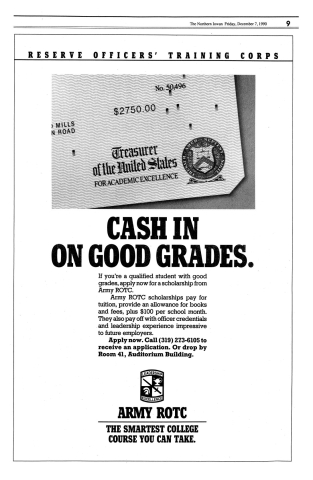 The Northern Iowan Friday, December 7, 1990 9
RESERVE OFFICERS' TRAINING CORPS
No. 50,496
$2750.00
MILLS
N ROAD
Treasurer
of the United States
FOR ACADEMIC EXCELLENCE
CASH IN
ON GOOD GRADES.
If you're a qualified student with good
grades, apply now for a scholarship from
Army ROTC.
Army ROTC scholarships pay for
tuition, provide an allowance for books
and fees, plus $100 per school month.
They also pay off with officer credentials
and leadership experience impressive
to future employers.
Apply now. Call (319) 273-6105 to
receive an application. Or drop by
Room 41, Auditorium Building.
LEADERSHIP
EXCELLENCE
ARMY ROTC
THE SMARTEST COLLEGE
COURSE YOU CAN TAKE.